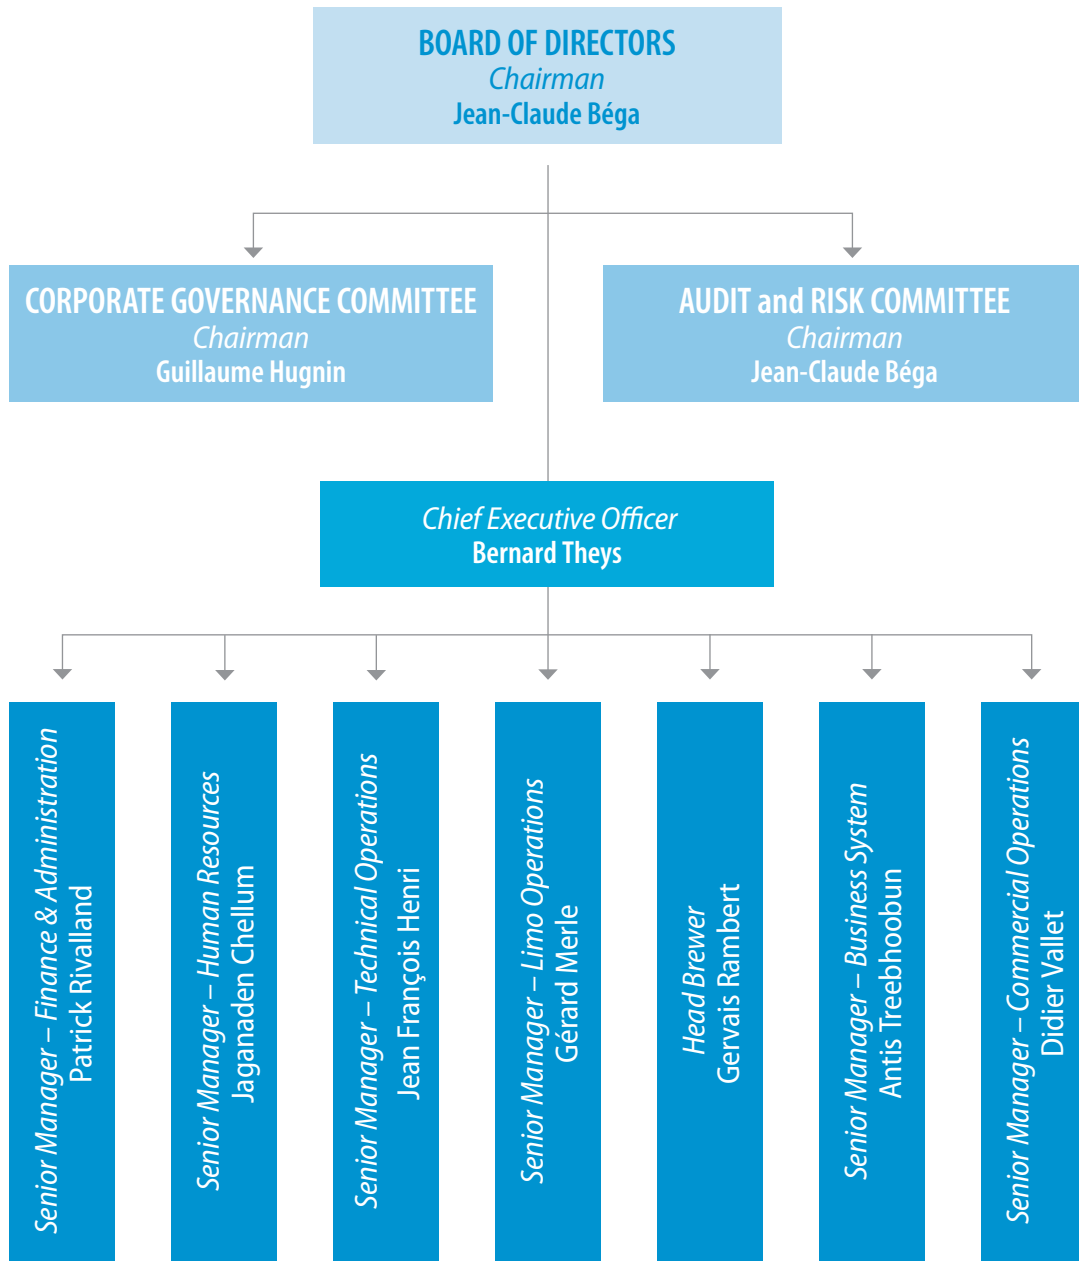 BOARD OF DIRECTORS
Chairman
Jean-Claude Béga
CORPORATE GOVERNANCE COMMITTEE
Chairman
Guillaume Hugnin
AUDIT and RISK COMMITTEE
Chairman
Jean-Claude Béga
Chief Executive Officer
Bernard Theys
Senior Manager – Finance & Administration
Patrick Rivalland
Senior Manager – Human Resources
Jaganaden Chellum
Senior Manager – Technical Operations
Jean François Henri
Senior Manager – Limo Operations
Gérard Merle
Head Brewer
Gervais Rambert
Senior Manager – Business System
Antis Treebhoobun
Senior Manager – Commercial Operations
Didier Vallet